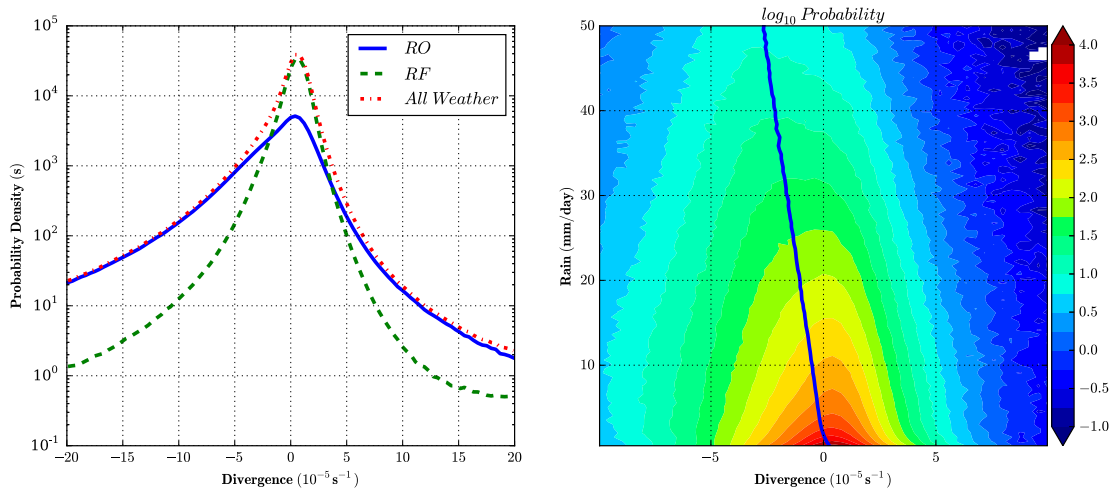 10^5
10^4
10^3
10^2
10^1
10^0
10^-1
Probability Density (s)
−20 −15 −10 −5 0 5 10 15 20
Divergence (10^-5 s^-1)
RO
RF
All Weather
log10 Probability
50
40
30
20
10
Rain (mm/day)
−5 0 5
Divergence (10^-5 s^-1)
4.0
3.5
3.0
2.5
2.0
1.5
1.0
0.5
0.0
−0.5
−1.0